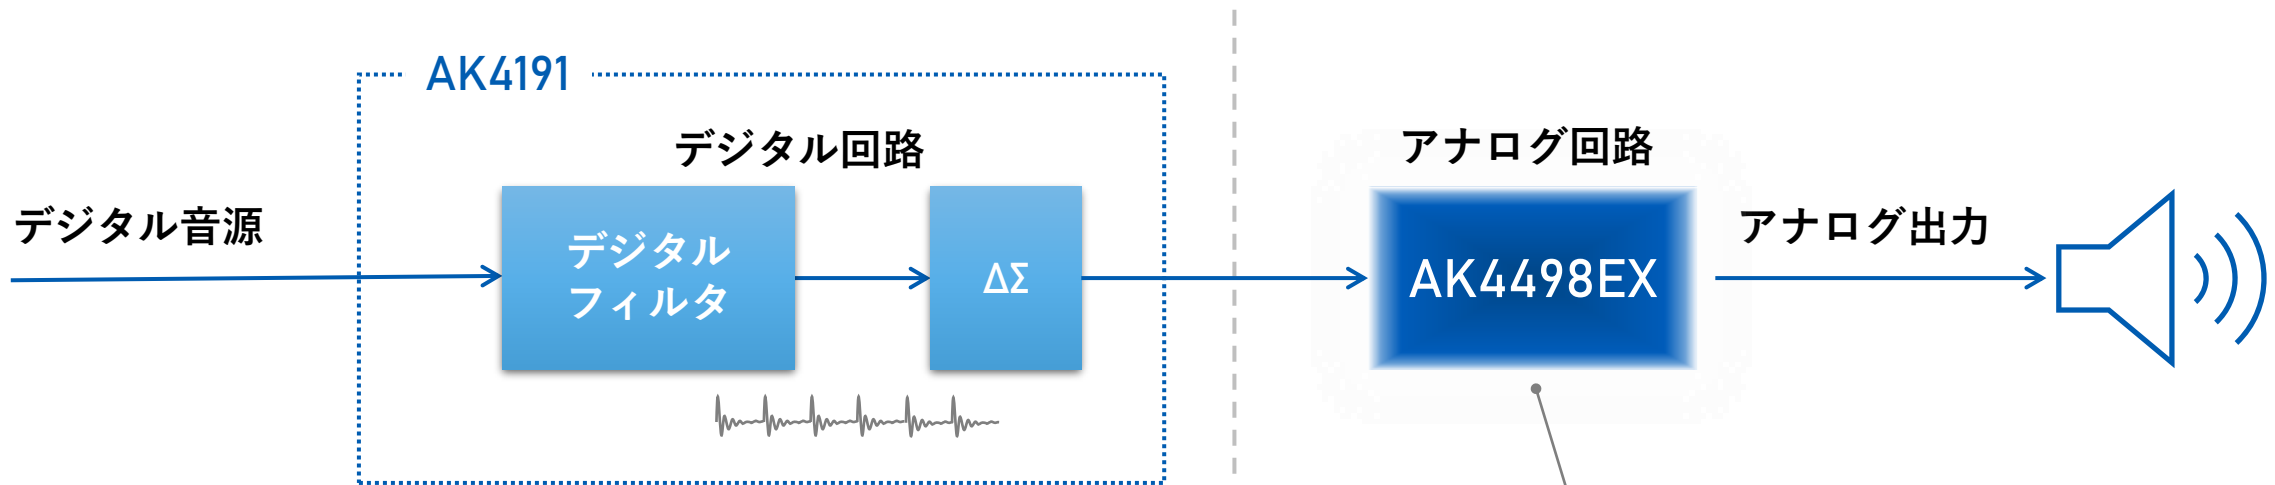 AK4191
デジタル回路
アナログ回路
デジタル音源
デジタル
フィルタ
ΔΣ
AK4498EX
アナログ出力